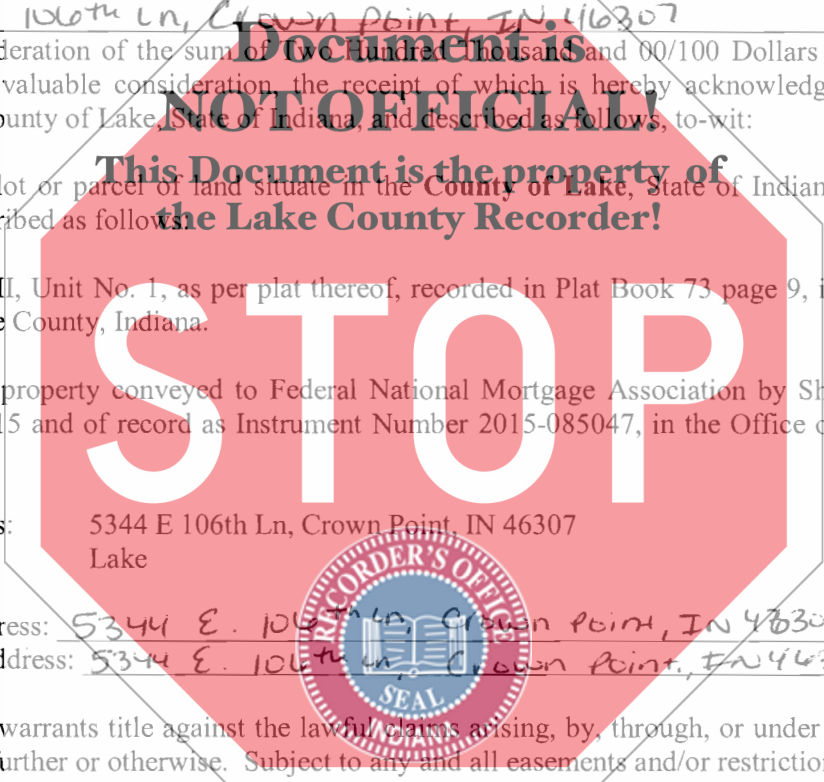 106th Ln, Crown Point, IN 46307
Document is
deration of the sum of Two Hundred Thousand and 00/100 Dollars
valuable consideration, the receipt of which is hereby acknowledg
NOT OFFICIAL!
ounty of Lake, State of Indiana, and described as follows, to-wit:
This Document is the property of
lot or parcel of land situate in the County of Lake, State of Indian
ribed as follows:
the Lake County Recorder!
II, Unit No. 1, as per plat thereof, recorded in Plat Book 73 page 9, i
e County, Indiana.
STOP
property conveyed to Federal National Mortgage Association by Sh
15 and of record as Instrument Number 2015-085047, in the Office o
s: 5344 E 106th Ln, Crown Point, IN 46307
Lake
RECORDER'S OFFICE
ress: 5344 E. 106th Ln, Crown Point, IN
ddress: 5344 E. 106th Ln, Crown Point, IN 463
SEAL
INDIANA
warrants title against the lawful claims arising, by, through, or under
further or otherwise. Subject to any and all easements and/or restriction